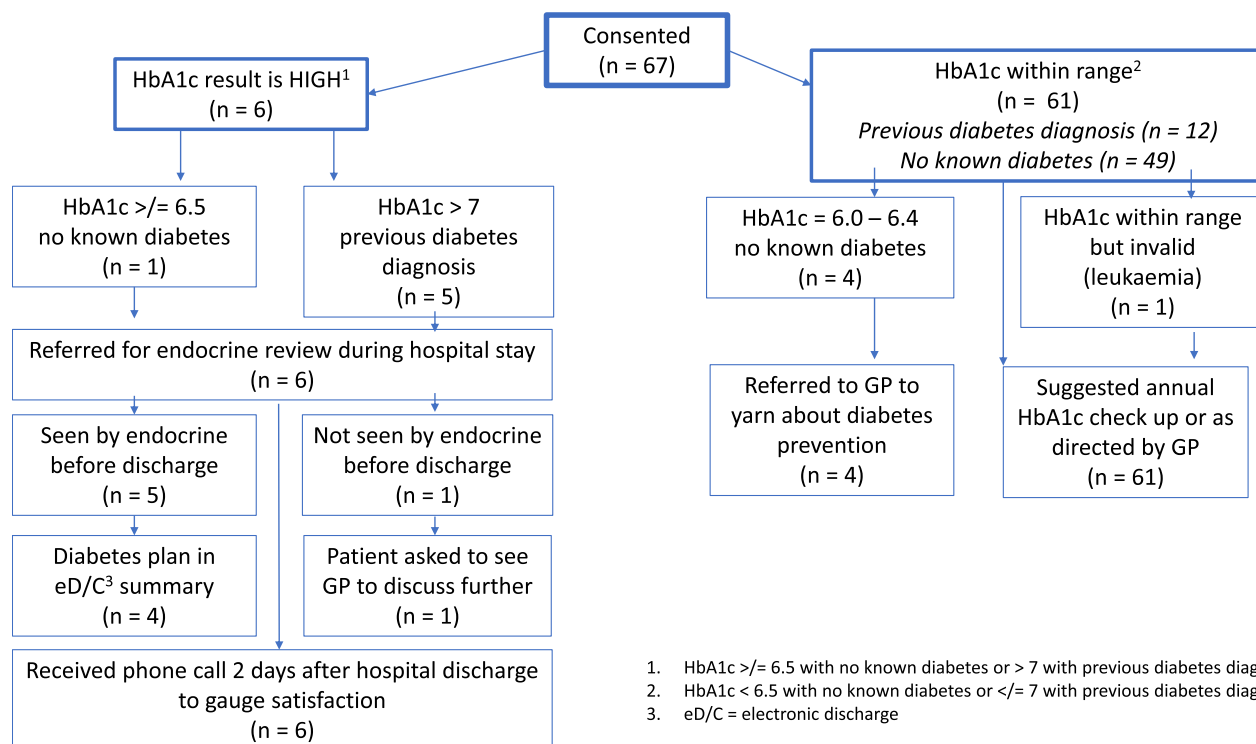 Consented
(n = 67)
HbA1c result is HIGH¹
(n = 6)
HbA1c within range²
(n =  61)
Previous diabetes diagnosis (n = 12)
No known diabetes (n = 49)
HbA1c >/= 6.5
no known diabetes
(n = 1)
HbA1c > 7
previous diabetes
diagnosis
(n = 5)
HbA1c = 6.0 – 6.4
no known diabetes
(n = 4)
HbA1c within range
but invalid
(leukaemia)
(n = 1)
Referred for endocrine review during hospital stay
(n = 6)
Referred to GP to
yarn about diabetes
prevention
(n = 4)
Suggested annual
HbA1c check up or as
directed by GP
(n = 61)
Seen by endocrine
before discharge
(n = 5)
Not seen by endocrine
before discharge
(n = 1)
Diabetes plan in
eD/C³ summary
(n = 4)
Patient asked to see
GP to discuss further
(n = 1)
Received phone call 2 days after hospital discharge
to gauge satisfaction
(n = 6)
1. HbA1c >/= 6.5 with no known diabetes or > 7 with previous diabetes diag
2. HbA1c < 6.5 with no known diabetes or </= 7 with previous diabetes diag
3. eD/C = electronic discharge